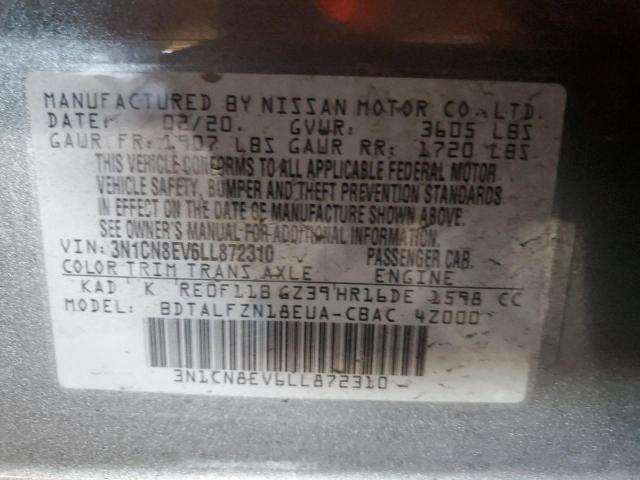 MANUFACTURED BY NISSAN MOTOR CO., LTD.
DATE: 02/20. GVWR: 3605 LBS
GAWR FR: 1907 LBS GAWR RR: 1720 LBS
THIS VEHICLE CONFORMS TO ALL APPLICABLE FEDERAL MOTOR
VEHICLE SAFETY, BUMPER AND THEFT PREVENTION STANDARDS
IN EFFECT ON THE DATE OF MANUFACTURE SHOWN ABOVE.
SEE OWNER'S MANUAL FOR ADDITIONAL INFORMATION.
VIN: 3N1CN8EV6LL872310 PASSENGER CAR
COLOR TRIM TRANS AXLE ENGINE
KAD K RE0F11B GZ39 HR16DE 1598 CC
MODEL: BDTALFZN18EUA-CBAC 4Z000
3N1CN8EV6LL872310